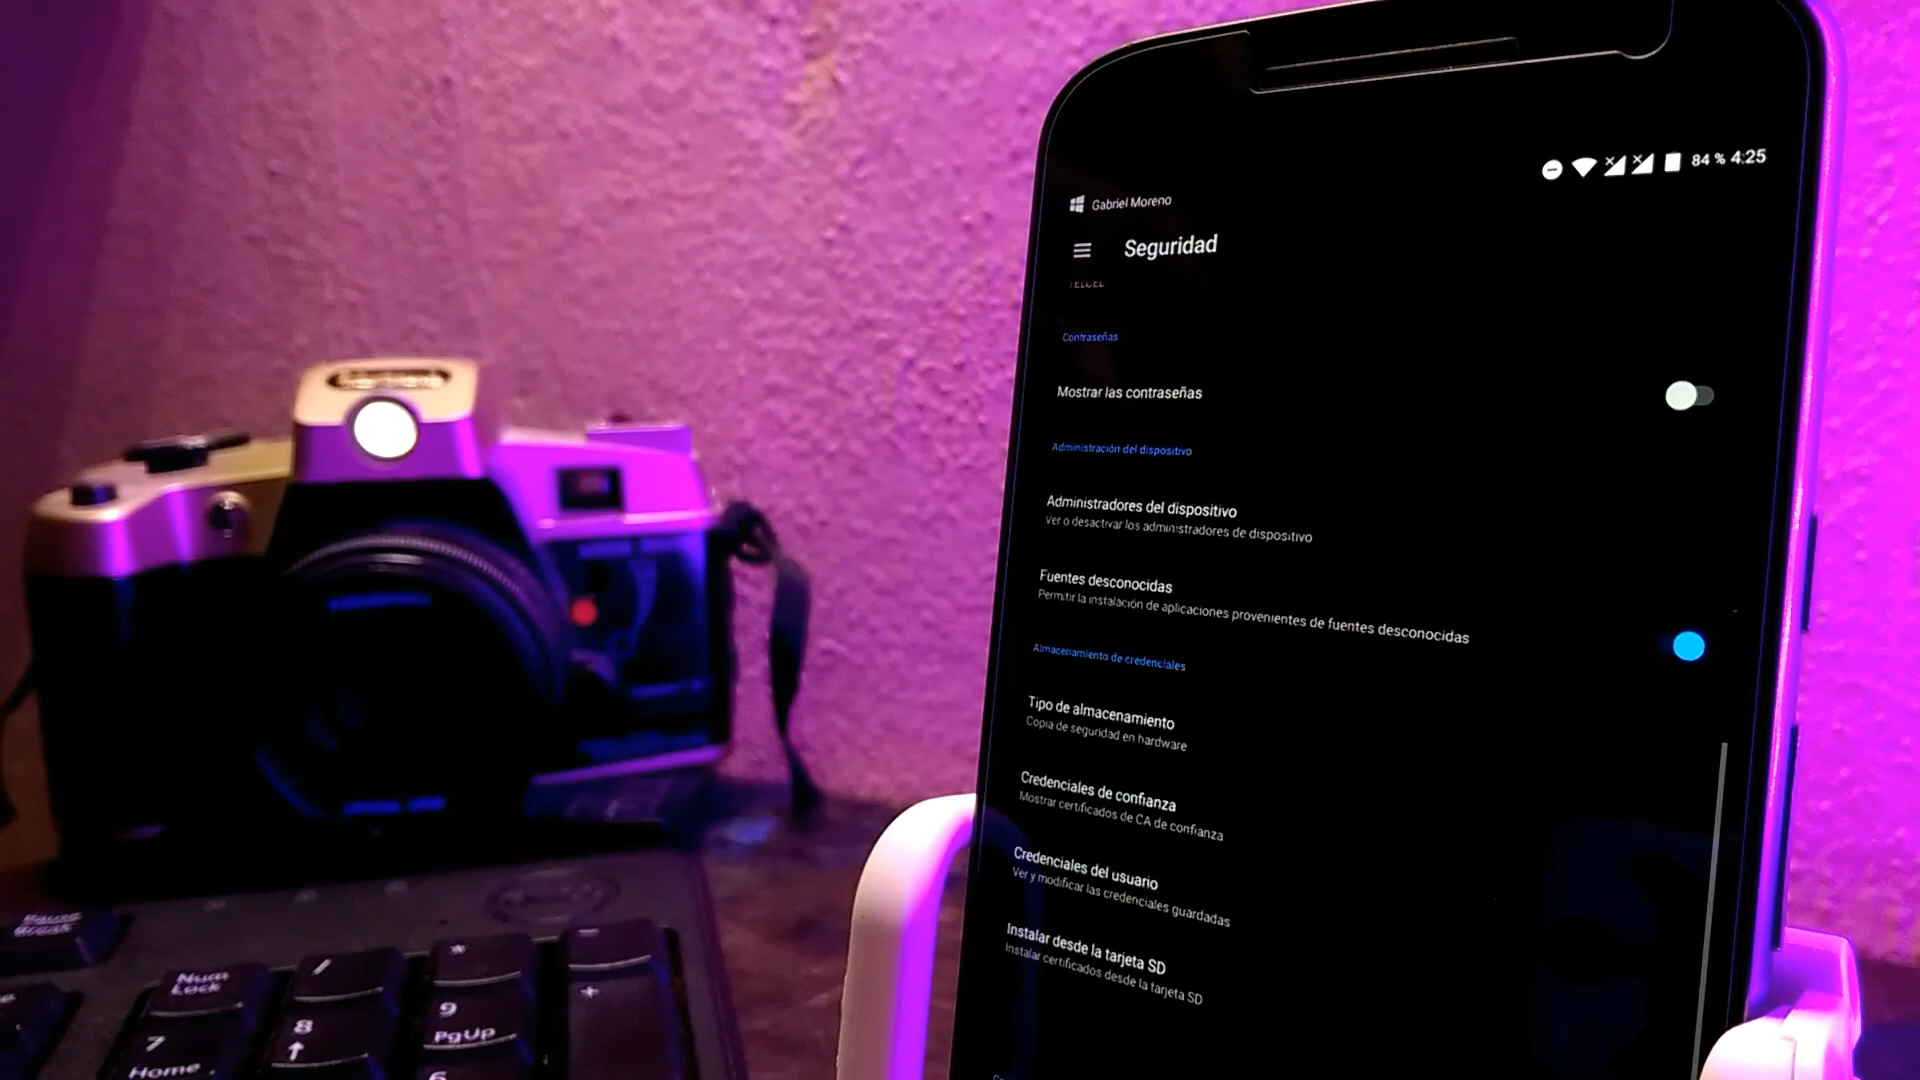 84 % 4:25
Gabriel Moreno
Seguridad
TELCEL
Contraseñas
Mostrar las contraseñas
Administración del dispositivo
Administradores del dispositivo
Ver o desactivar los administradores de dispositivo
Fuentes desconocidas
Permitir la instalación de aplicaciones provenientes de fuentes desconocidas
Almacenamiento de credenciales
Tipo de almacenamiento
Copia de seguridad en hardware
Credenciales de confianza
Mostrar certificados de CA de confianza
Credenciales del usuario
Ver y modificar las credenciales guardadas
Instalar desde la tarjeta SD
Instalar certificados desde la tarjeta SD
Pause
Break
Num
Lock
/
*
-
+
7
Home
8
↑
9
PgUp
6